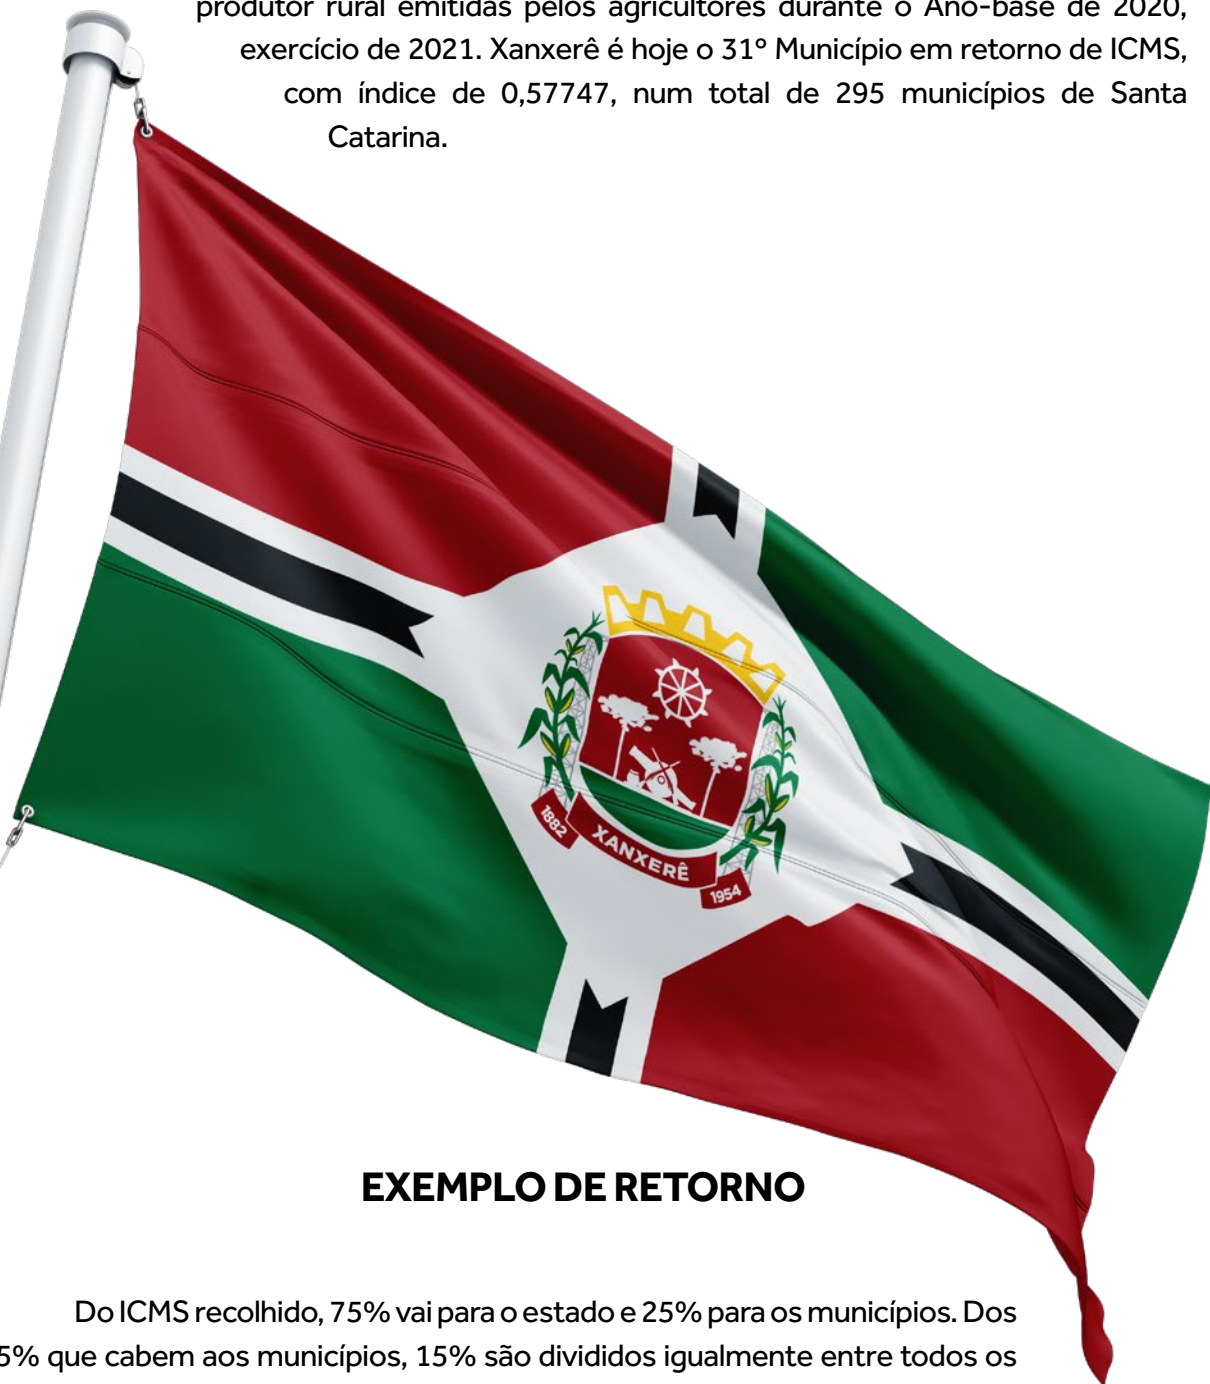 produtor rural emitidas pelos agricultores durante o Ano-base de 2020,
exercício de 2021. Xanxerê é hoje o 31º Município em retorno de ICMS,
com índice de 0,57747, num total de 295 municípios de Santa
Catarina.
1882
XANXERÊ
1954
EXEMPLO DE RETORNO
Do ICMS recolhido, 75% vai para o estado e 25% para os municípios. Dos
5% que cabem aos municípios, 15% são divididos igualmente entre todos os